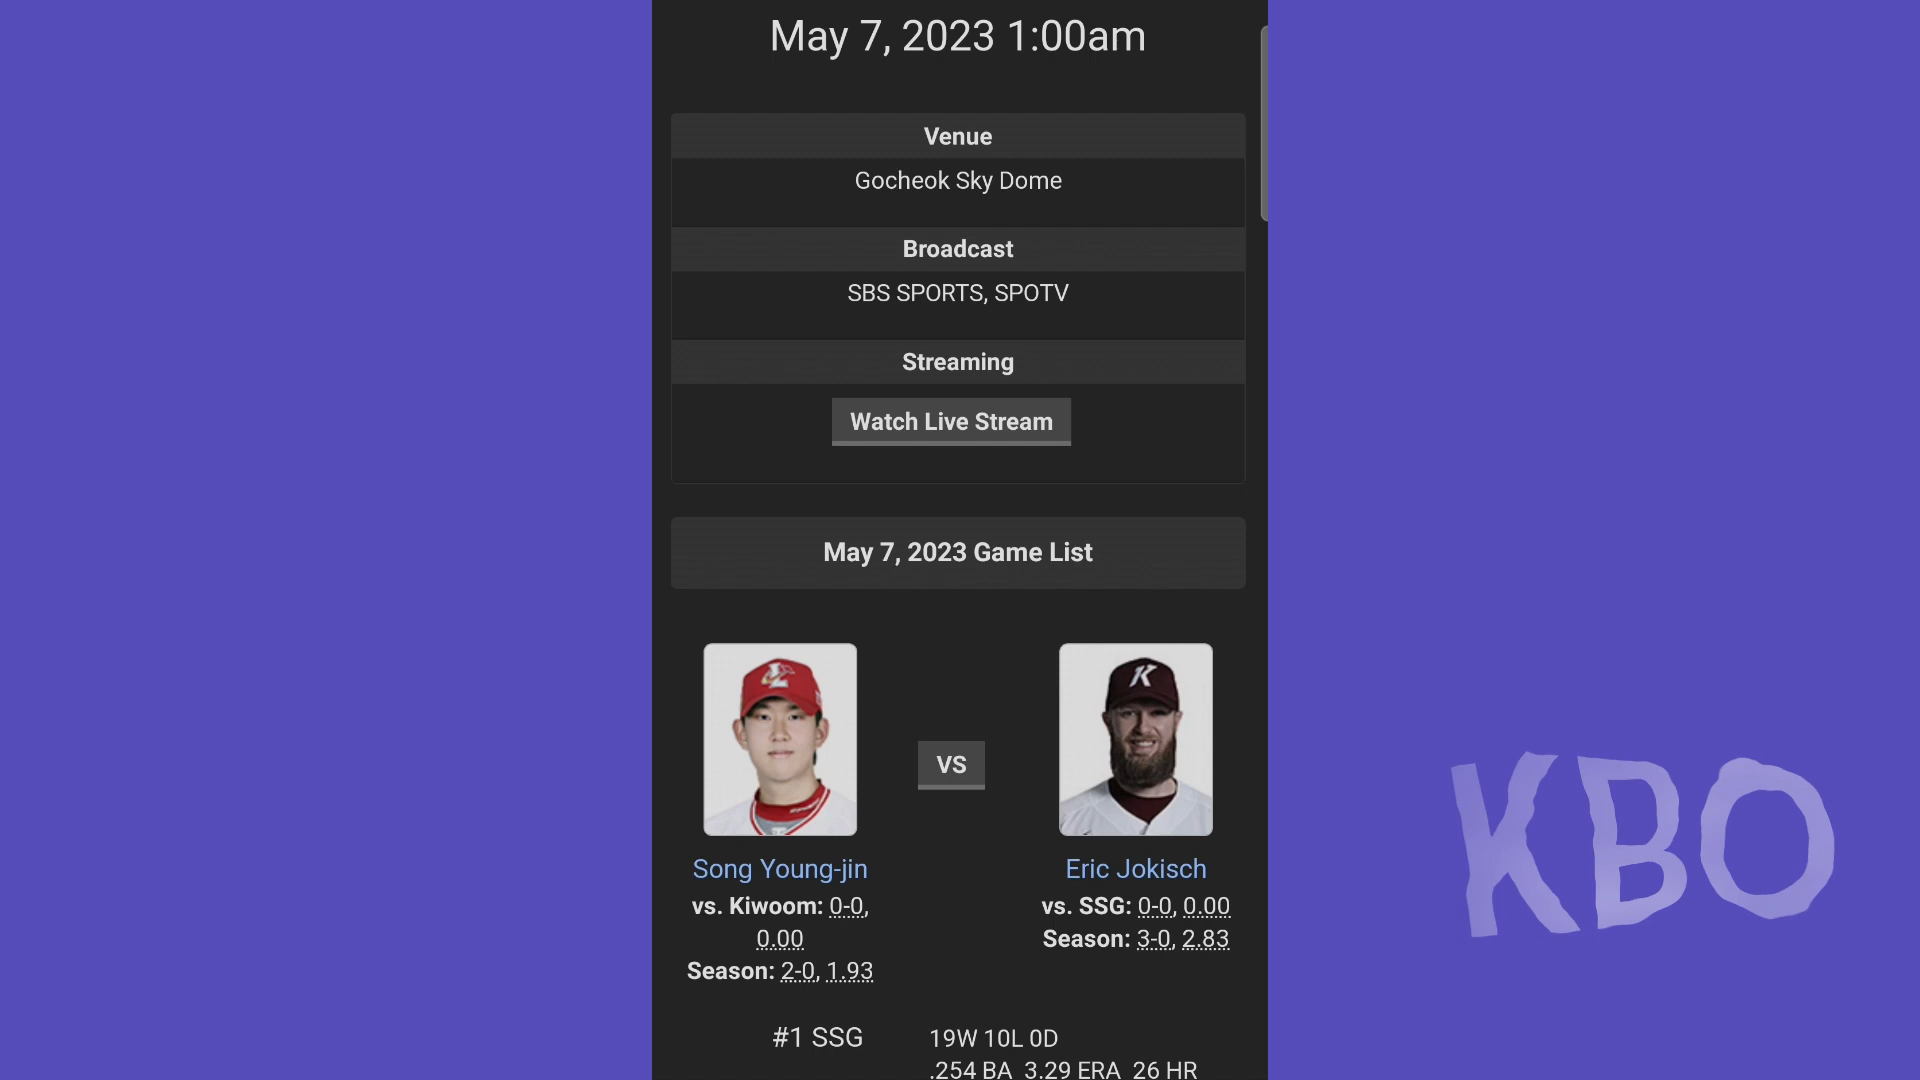 May 7, 2023 1:00am
Venue
Gocheok Sky Dome
Broadcast
SBS SPORTS, SPOTV
Streaming
Watch Live Stream
May 7, 2023 Game List
VS
Song Young-jin
vs. Kiwoom: 0-0,
0.00
Season: 2-0, 1.93
Eric Jokisch
vs. SSG: 0-0, 0.00
Season: 3-0, 2.83
#1 SSG
19W 10L 0D
.254 BA 3.29 ERA 26 HR
KBO